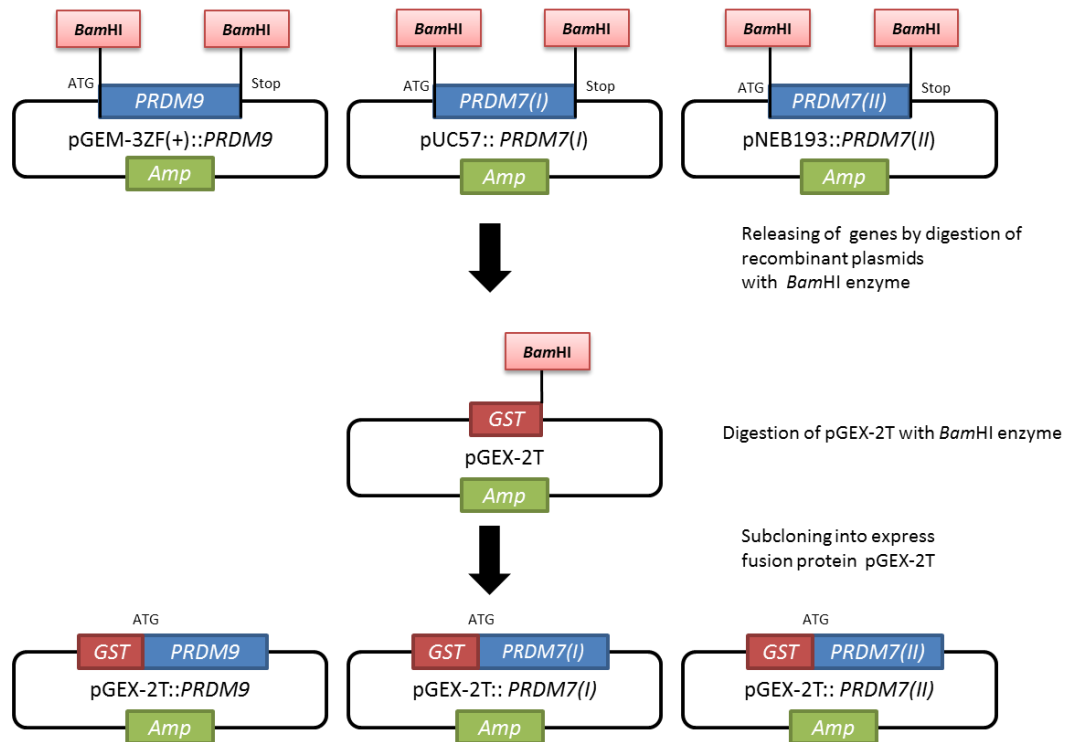 BamHI BamHI BamHI BamHI BamHI BamHI
ATG PRDM9 Stop ATG PRDM7(I) Stop ATG PRDM7(II) Stop
pGEM-3ZF(+)::PRDM9 pUC57:: PRDM7(I) pNEB193::PRDM7(II)
Amp Amp Amp
Releasing of genes by digestion of
recombinant plasmids
with BamHI enzyme
BamHI
GST
Digestion of pGEX-2T with BamHI enzyme
pGEX-2T
Amp
Subcloning into express
fusion protein pGEX-2T
ATG ATG ATG
GST PRDM9 GST PRDM7(I) GST PRDM7(II)
pGEX-2T::PRDM9 pGEX-2T:: PRDM7(I) pGEX-2T:: PRDM7(II)
Amp Amp Amp